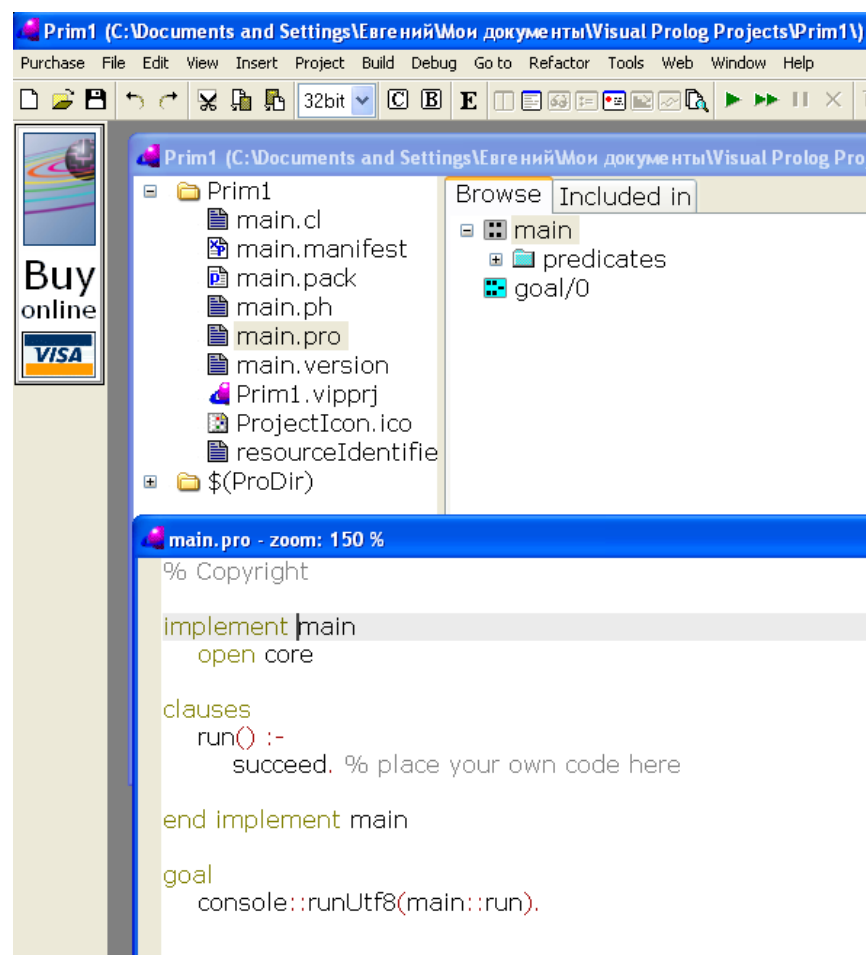 Prim1 (C:\Documents and Settings\Евгений\Мои документы\Visual Prolog Projects\Prim1\)
Purchase File Edit View Insert Project Build Debug Go to Refactor Tools Web Window Help
32bit C B E
Buy
online
VISA
Prim1 (C:\Documents and Settings\Евгений\Мои документы\Visual Prolog Pro
Prim1
main.cl
main.manifest
main.pack
main.ph
main.pro
main.version
Prim1.vipprj
ProjectIcon.ico
resourceIdentifie
$(ProDir)
Browse Included in
main
predicates
goal/0
main.pro - zoom: 150 %
% Copyright
implement main
open core
clauses
run() :-
succeed. % place your own code here
end implement main
goal
console::runUtf8(main::run).